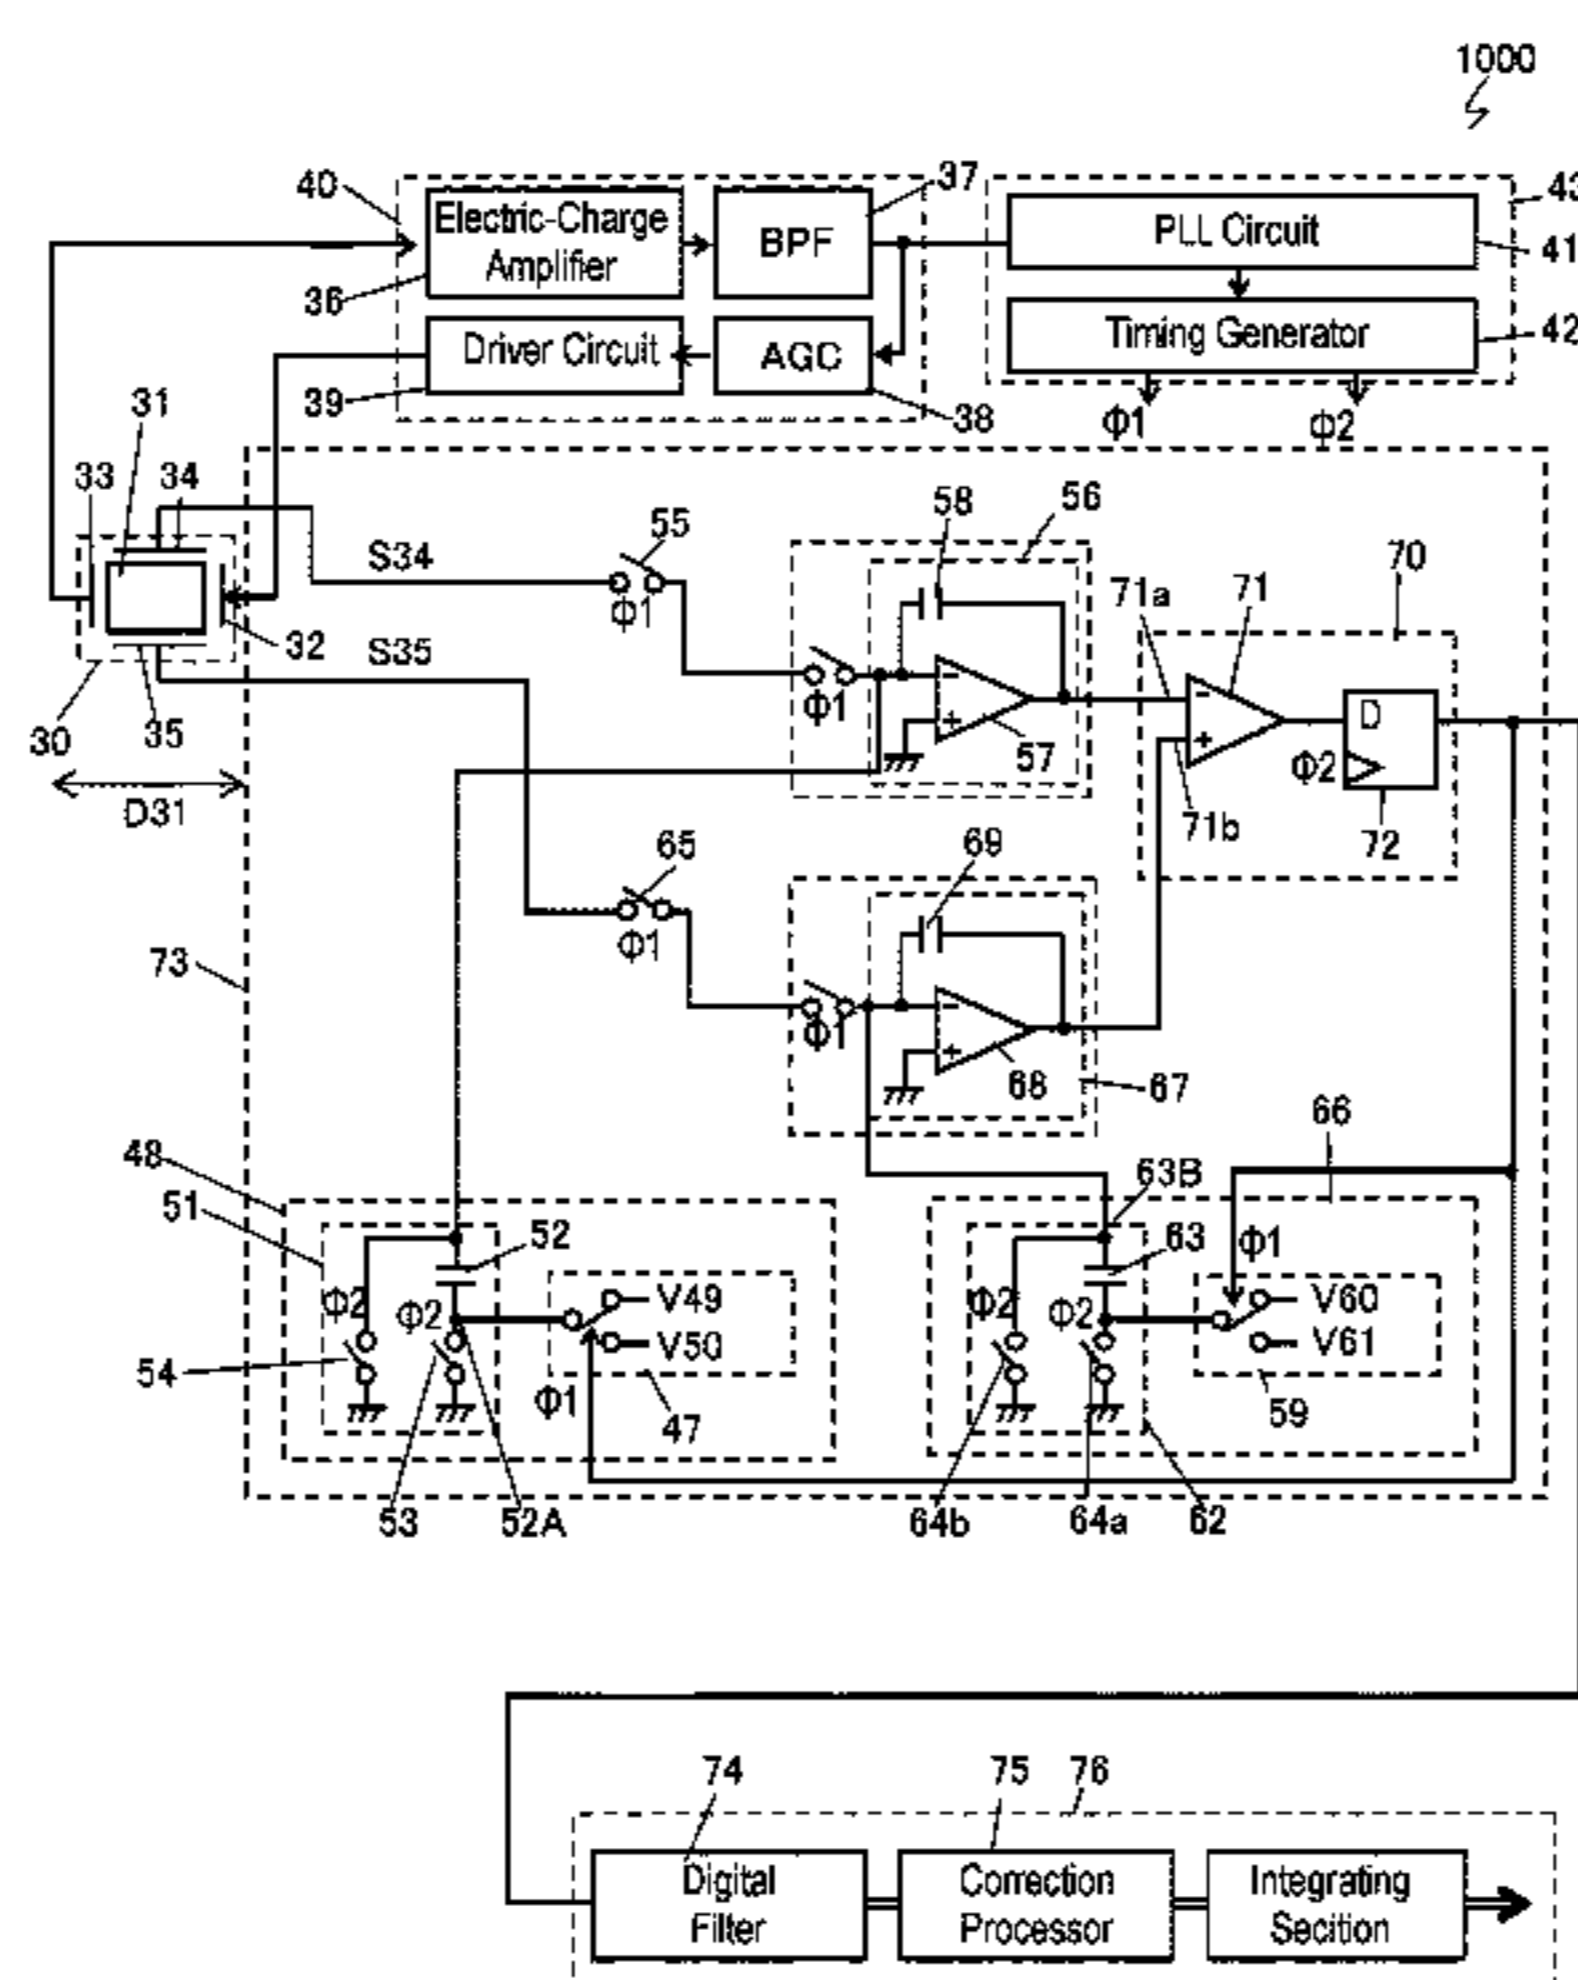 1000
40
37
43
Electric-Charge
Amplifier
BPF
PLL Circuit
41
36
Driver Circuit
AGC
Timing Generator
42
39
38
Φ1
Φ2
31
33
34
S34
55
Φ1
58
56
70
71a
71
32
S35
Φ1
-
+
57
-
+
D
Φ2
72
71b
30
35
D31
65
Φ1
69
73
Φ1
-
+
68
67
66
48
51
63B
52
63
Φ1
Φ2
Φ2
V49
V50
Φ2
Φ2
V60
V61
54
Φ1
47
59
53
52A
64b
64a
62
74
75
76
Digital
Filter
Correction
Processor
Integrating
Secition